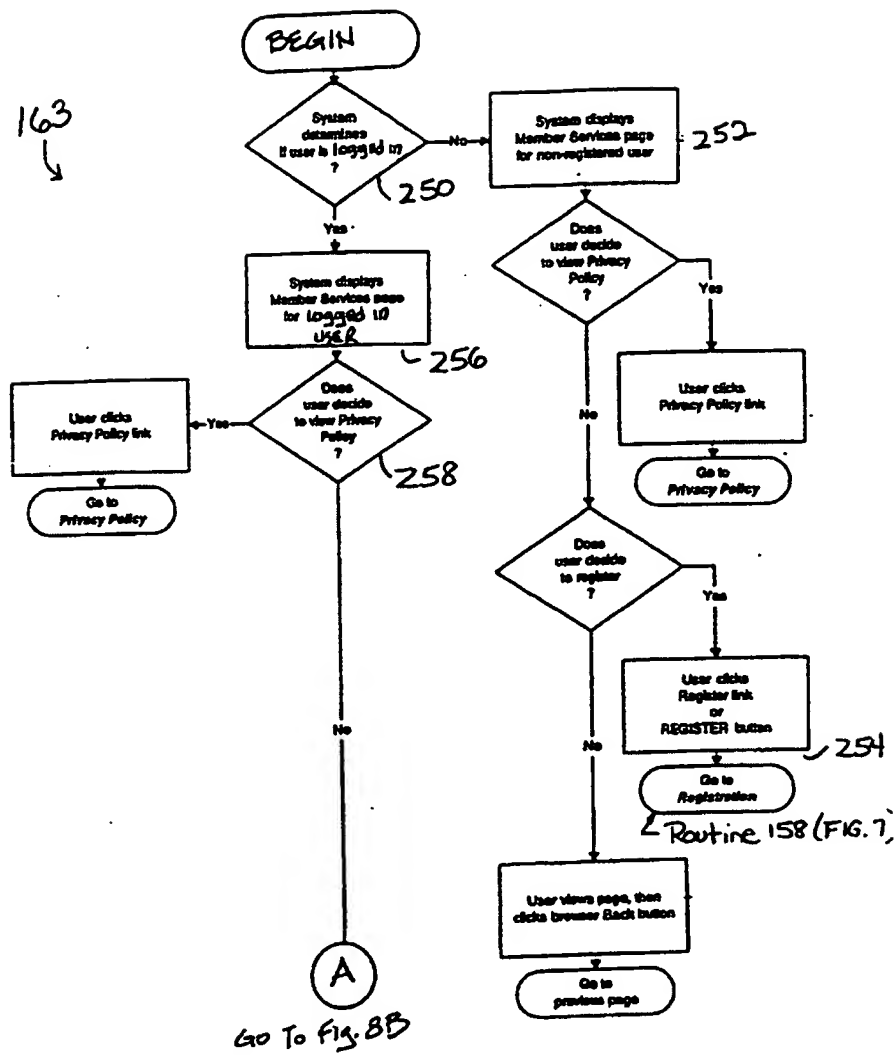 BEGIN
163
System
determines
if user is logged in
?
250
No
System displays
Member Services page
for non-registered user
252
Yes
System displays
Member Services page
for Logged in
USER
256
Does
user decide
to view Privacy
Policy
?
Yes
User clicks
Privacy Policy link
Go to
Privacy Policy
No
Does
user decide
to view Privacy
Policy
?
258
Yes
User clicks
Privacy Policy link
Go to
Privacy Policy
Does
user decide
to register
?
Yes
User clicks
Register link
or
REGISTER button
254
Go to
Registration
Routine 158 (FIG. 7)
No
No
User views page, then
clicks browser Back button
Go to
previous page
A
Go To Fig. 8B